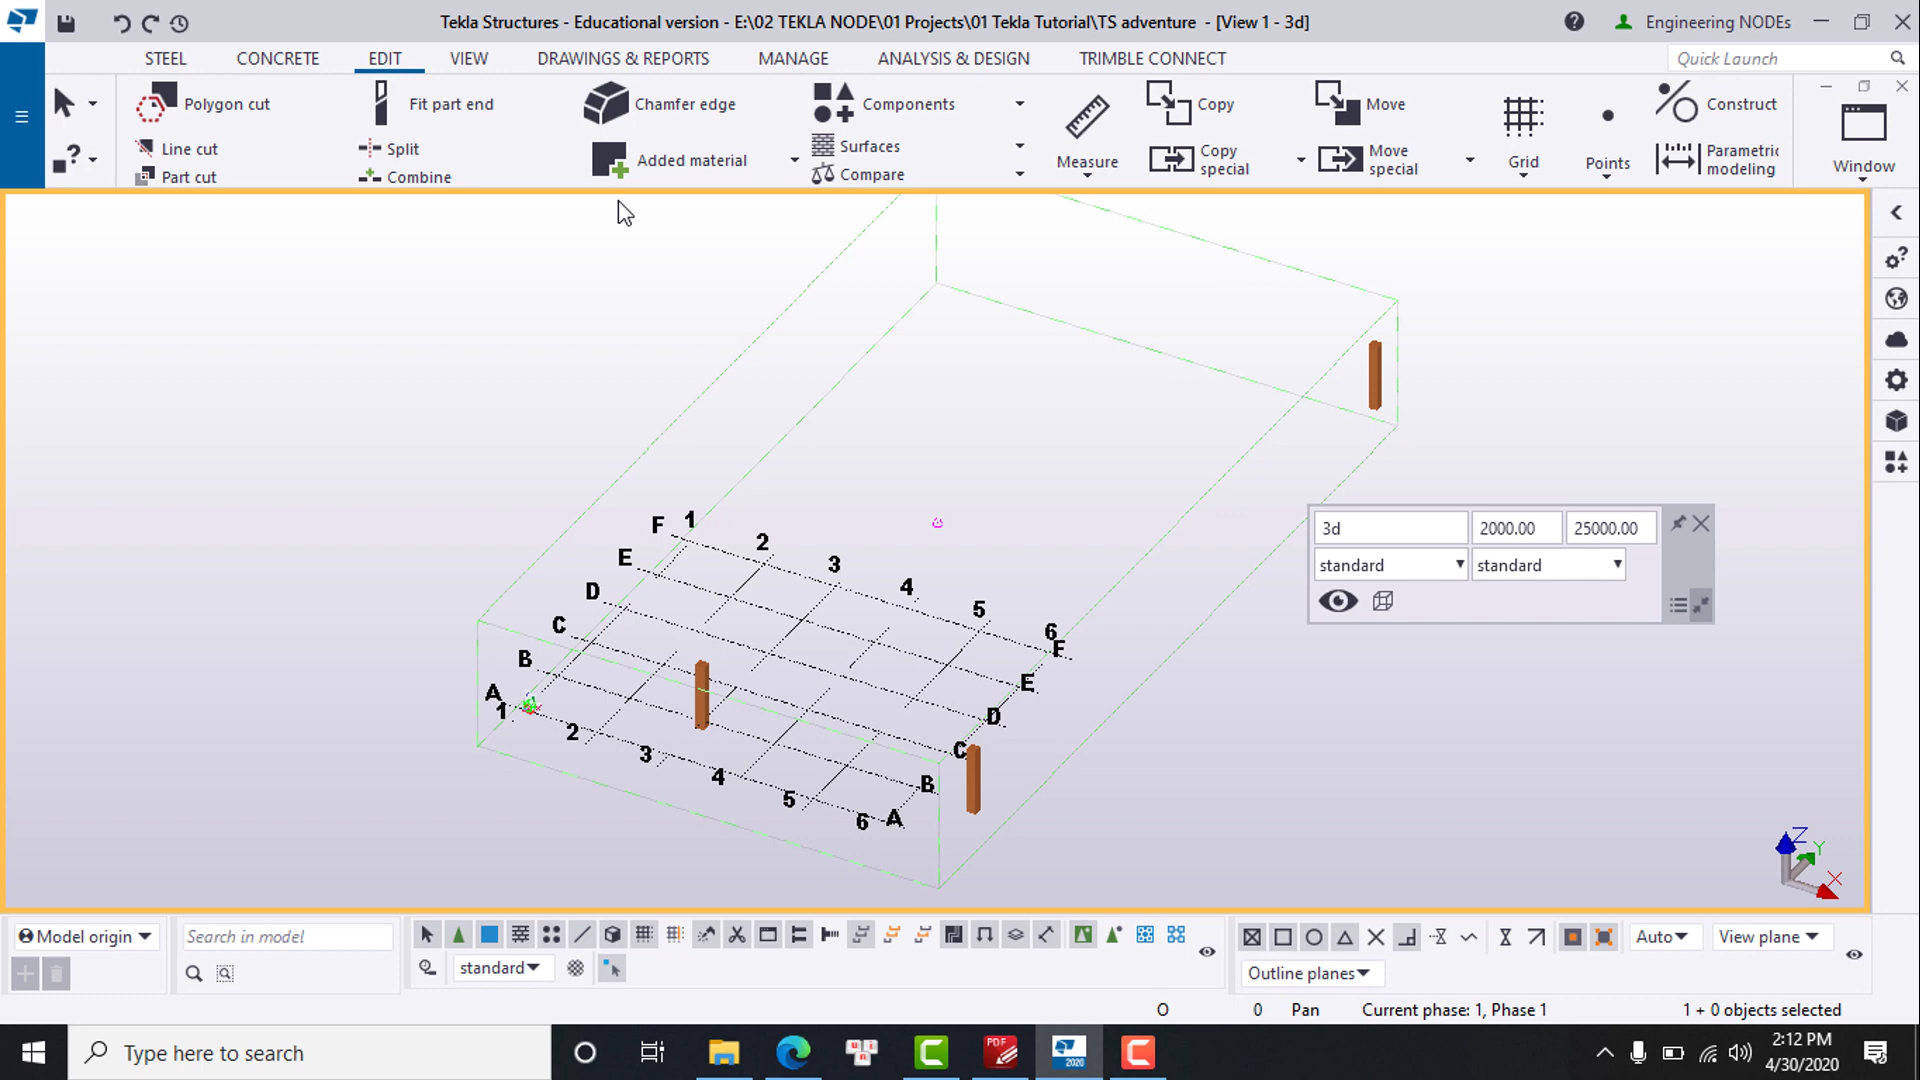 Tekla Structures - Educational version - E:\02 TEKLA NODE\01 Projects\01 Tekla Tutorial\TS adventure - [View 1 - 3d]
Engineering NODEs
STEEL CONCRETE EDIT VIEW DRAWINGS & REPORTS MANAGE ANALYSIS & DESIGN TRIMBLE CONNECT
Quick Launch
Polygon cut
Line cut
Part cut
Fit part end
Split
Combine
Chamfer edge
Added material
Components
Surfaces
Compare
Measure
Copy
Copy special
Move
Move special
Grid
Points
Construct
Parametric modeling
Window
3d 2000.00 25000.00
standard standard
F 1
2
E
3
D
4
5
C
6
F
B
E
A
1
D
2
C
3
B
4
5
A
6
Z
Y
X
Model origin
Search in model
standard
Auto
View plane
Outline planes
O 0 Pan Current phase: 1, Phase 1 1 + 0 objects selected
Type here to search
PDF
2020
2:12 PM
4/30/2020